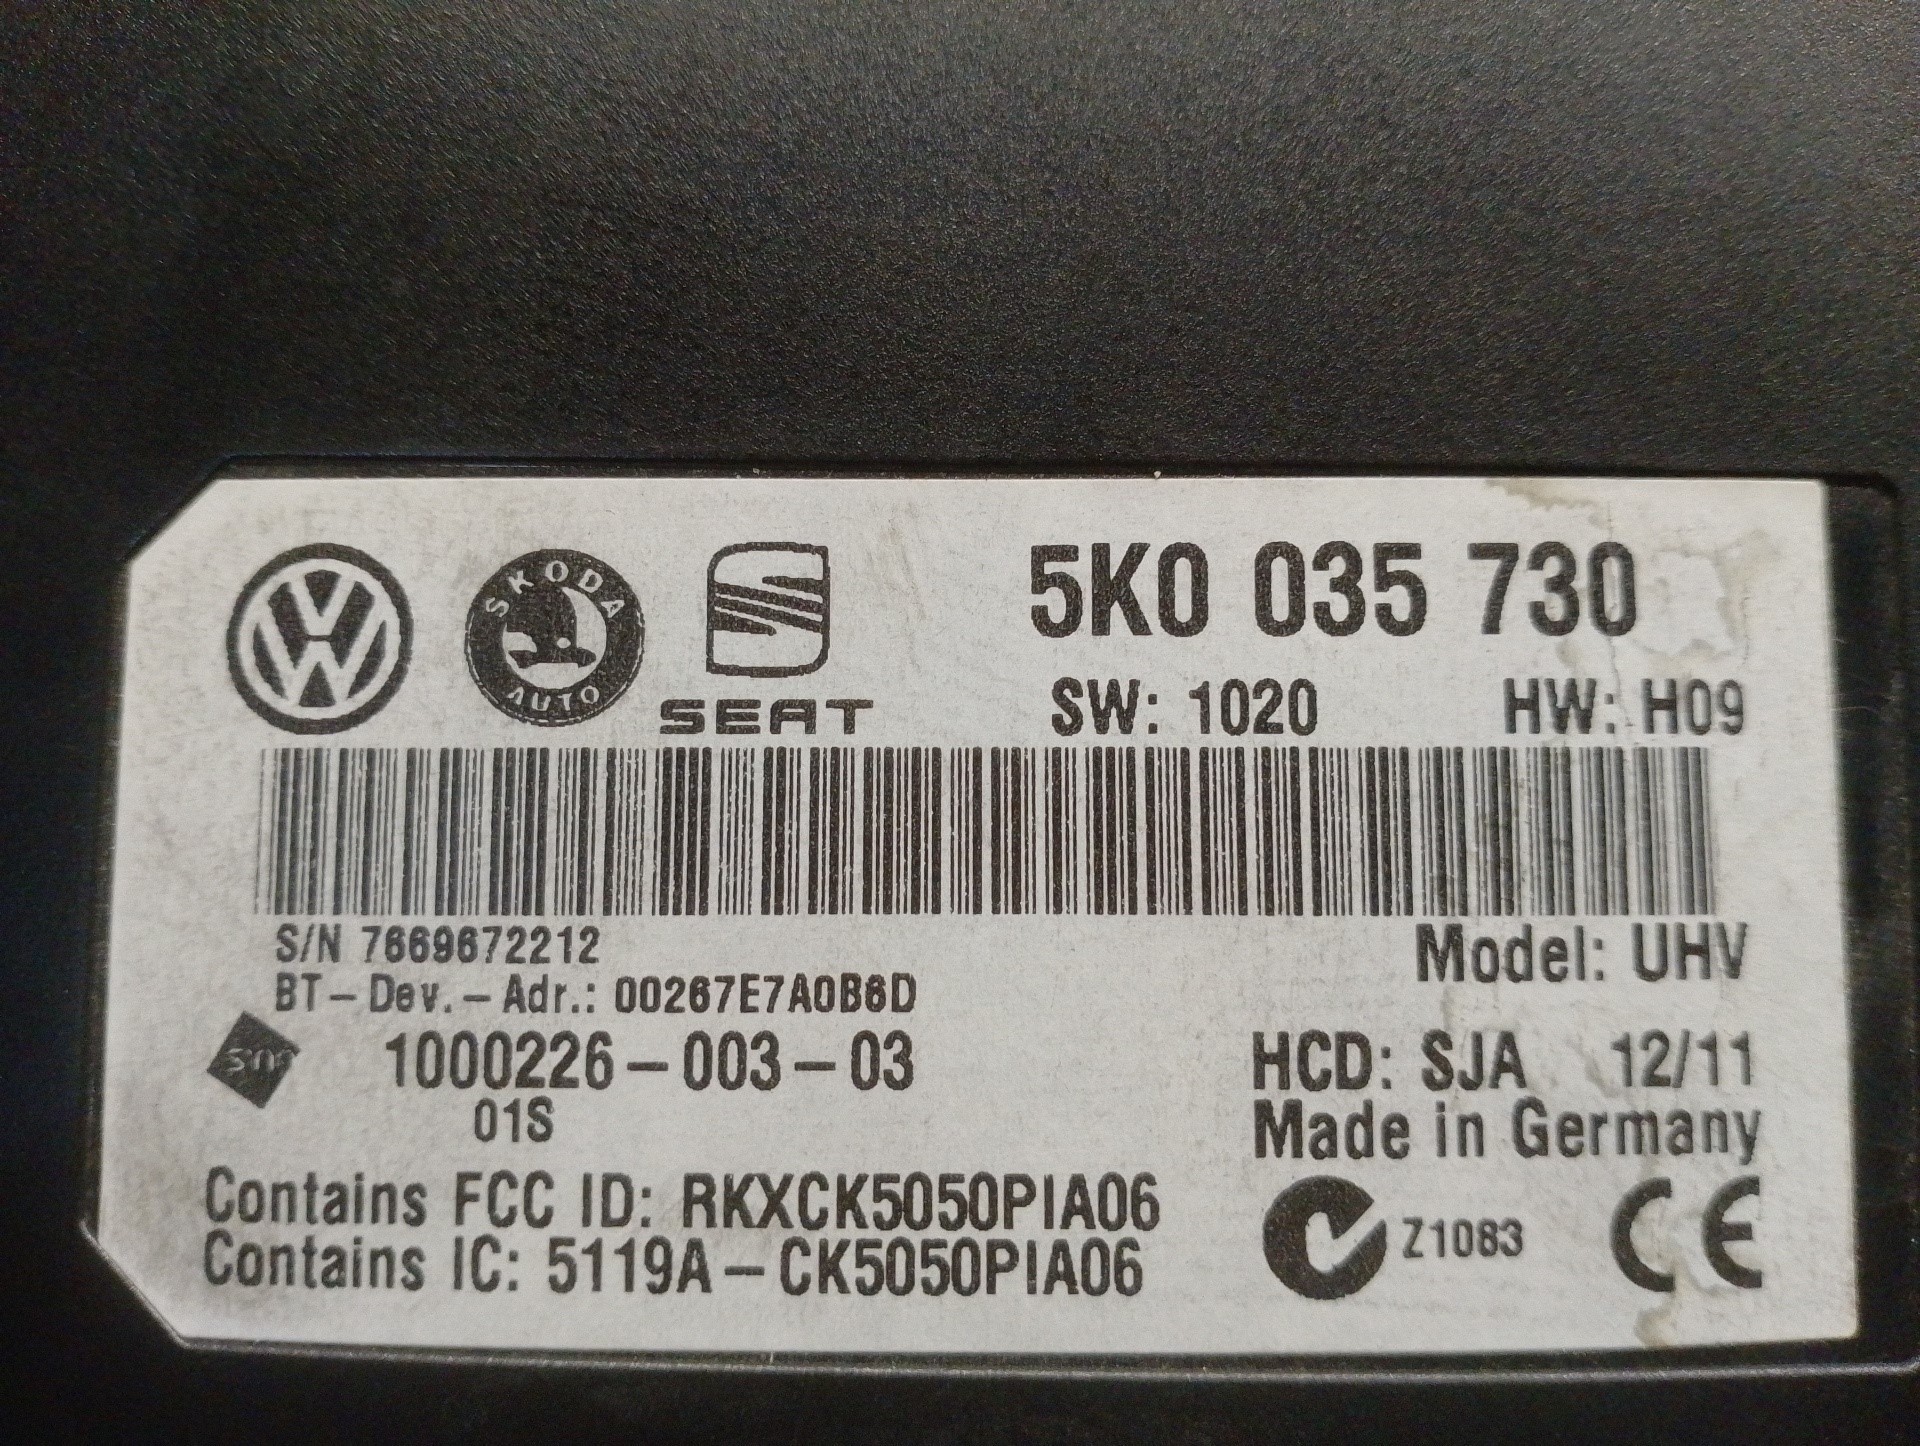 SKODA AUTO
SEAT
5K0 035 730
SW: 1020 HW: H09
S/N 7669672212
Model: UHV
BT-Dev.-Adr.: 00267E7A0B6D
1000226-003-03
HCD: SJA 12/11
01S
Made in Germany
Contains FCC ID: RKXCK5050PIA06
Z1083
CE
Contains IC: 5119A-CK5050PIA06